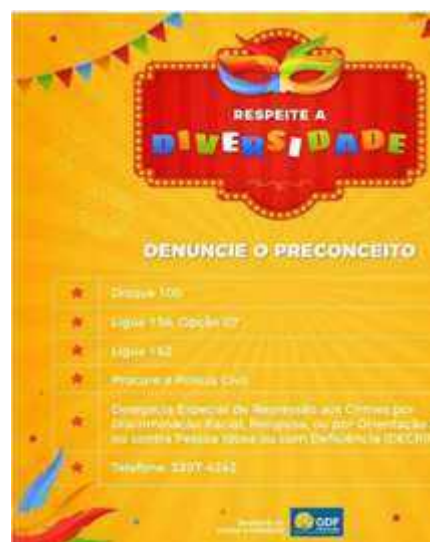 RESPEITE A
DIVERSIDADE
DENUNCIE O PRECONCEITO
Disque 100
Ligue 156, Opção 07
Ligue 162
Procure a Polícia Civil
Delegacia Especial de Repressão aos Crimes por
Discriminação Racial, Religiosa, ou por Orientação
ou contra Pessoa Idosa ou com Deficiência
Telefone: 3207-4242
GDF